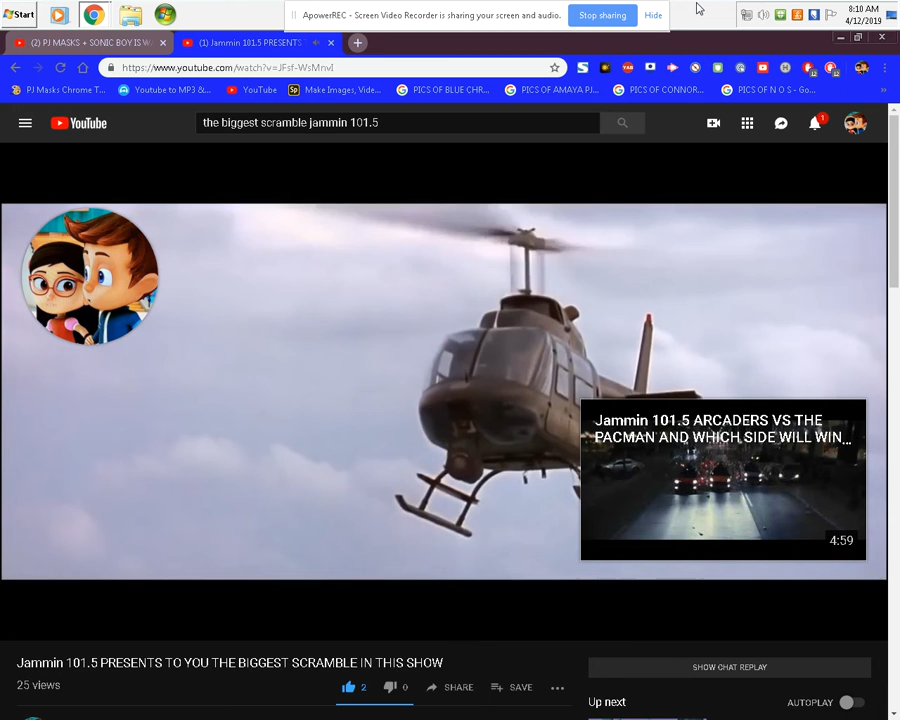 Start
ApowerREC - Screen Video Recorder is sharing your screen and audio.
Stop sharing
Hide
8:10 AM
4/12/2019
(2) PJ MASKS + SONIC BOY IS W
(1) Jammin 101.5 PRESENTS
https://www.youtube.com/watch?v=JFsf-WsMnvI
PJ Masks Chrome T...
Youtube to MP3 &...
YouTube
Make Images, Vide...
PICS OF BLUE CHR...
PICS OF AMAYA PJ...
PICS OF CONNOR...
PICS OF N O S - Go...
YouTube
the biggest scramble jammin 101.5
1
Jammin 101.5 ARCADERS VS THE
PACMAN AND WHICH SIDE WILL WIN...
4:59
Jammin 101.5 PRESENTS TO YOU THE BIGGEST SCRAMBLE IN THIS SHOW
25 views
2
0
SHARE
SAVE
SHOW CHAT REPLAY
Up next
AUTOPLAY